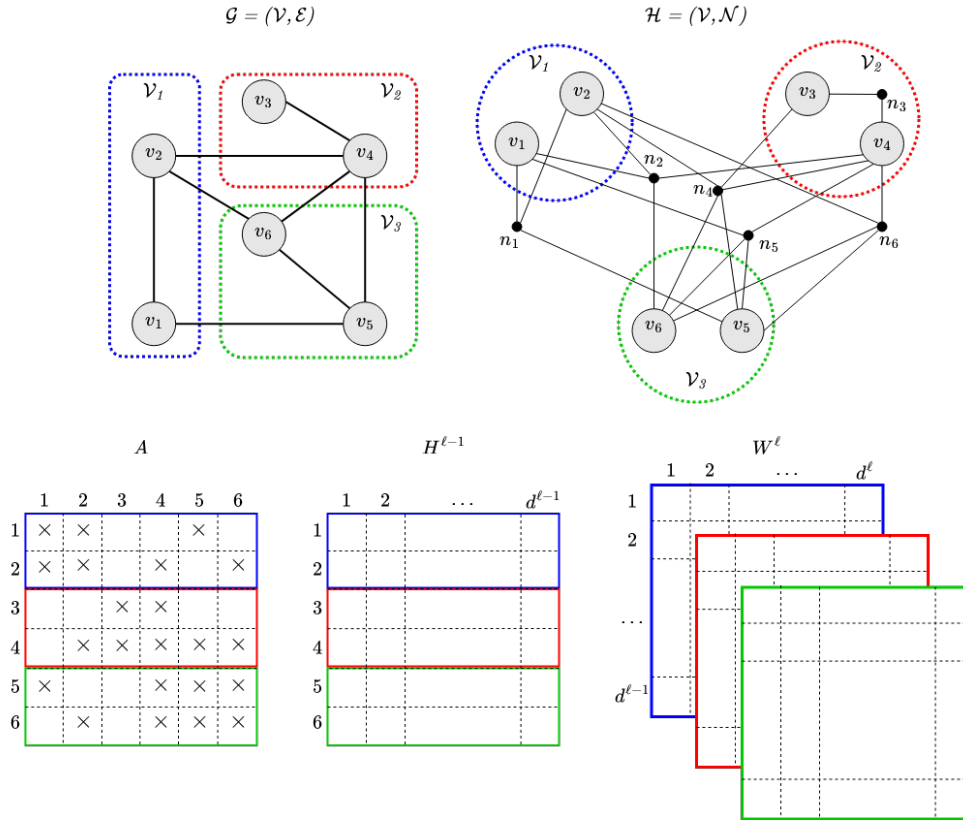 𝒢 = (𝒱, ℰ)
ℋ = (𝒱, 𝒩)
𝒱₁
𝒱₂
v₃
v₂
v₄
v₆
𝒱₃
v₁
v₅
𝒱₁
𝒱₂
v₂
v₃
n₃
v₁
v₄
n₂
n₄
n₁
n₅
n₆
v₆
v₅
𝒱₃
A
1 2 3 4 5 6
1 × × ×
2 × × × ×
3 × ×
4 × × × × ×
5 × × × ×
6 × × × ×
H^{ℓ−1}
1 2 … d^{ℓ−1}
1
2
3
4
5
6
W^ℓ
1 2 … d^ℓ
1
2
…
d^{ℓ−1}